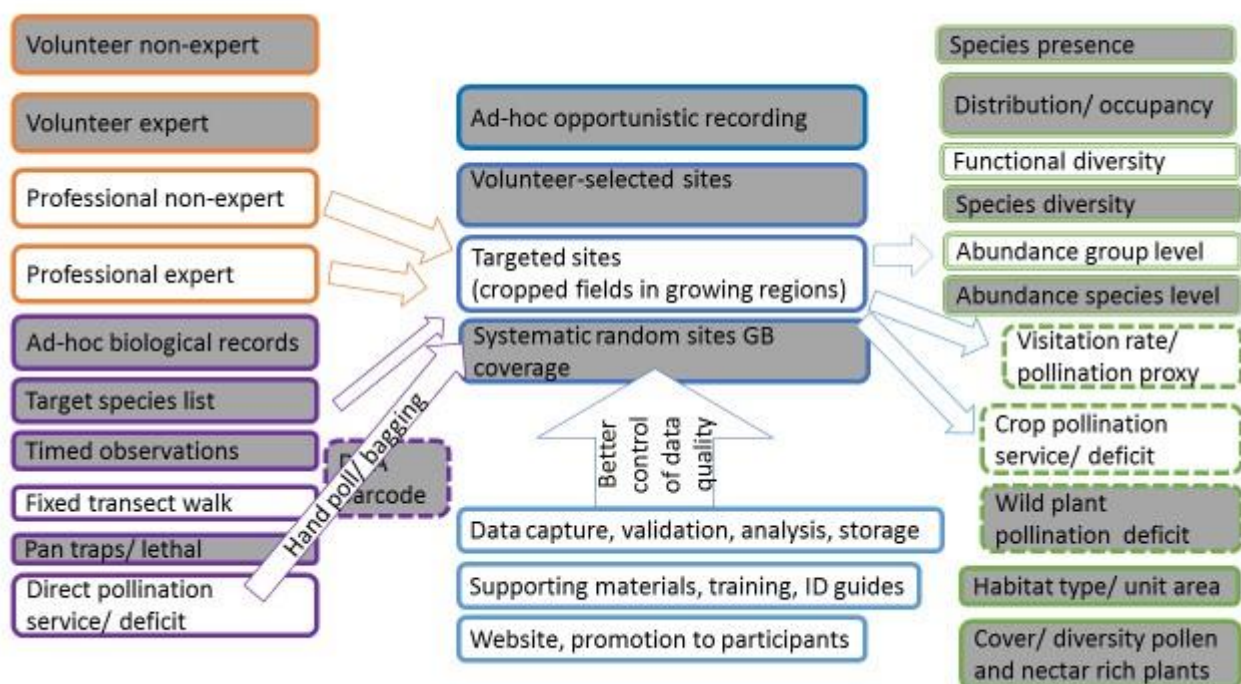 Volunteer non-expert
Volunteer expert
Professional non-expert
Professional expert
Ad-hoc biological records
Target species list
Timed observations
Fixed transect walk
Pan traps/ lethal
Direct pollination
service/ deficit
Hand poll/ bagging
Ad-hoc opportunistic recording
Volunteer-selected sites
Targeted sites
(cropped fields in growing regions)
Systematic random sites GB
coverage
Better
control
of data
quality
Data capture, validation, analysis, storage
Supporting materials, training, ID guides
Website, promotion to participants
Species presence
Distribution/ occupancy
Functional diversity
Species diversity
Abundance group level
Abundance species level
Visitation rate/
pollination proxy
Crop pollination
service/ deficit
Wild plant
pollination deficit
Habitat type/ unit area
Cover/ diversity pollen
and nectar rich plants